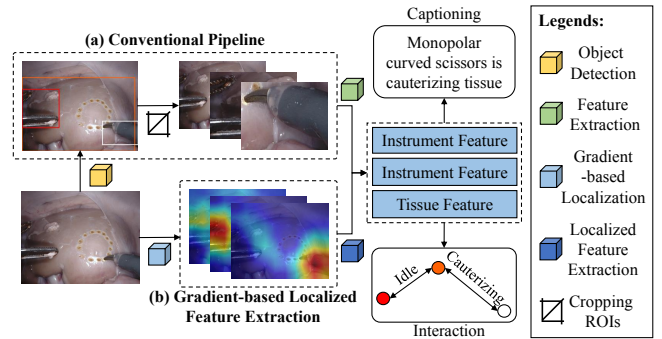 (a) Conventional Pipeline
Captioning
Monopolar
curved scissors is
cauterizing tissue
Instrument Feature
Instrument Feature
Tissue Feature
(b) Gradient-based Localized
Feature Extraction
Idle
Cauterizing
Interaction
Legends:
Object
Detection
Feature
Extraction
Gradient
-based
Localization
Localized
Feature
Extraction
Cropping
ROIs